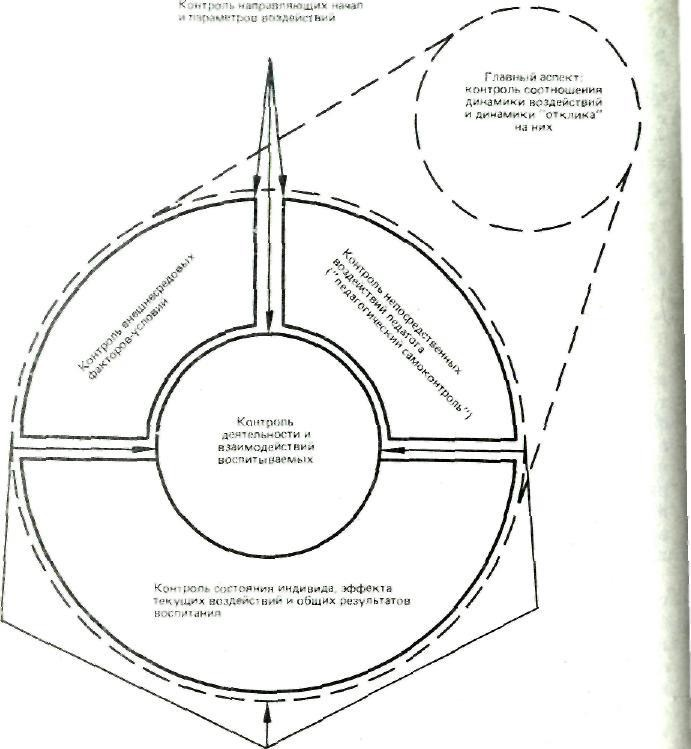 Контроль направляющих начал
и параметров воздействий
Главный аспект:
контроль соотношения
динамики воздействий
и динамики "отклика"
на них
Контроль внешнесредовых
факторов-условий
Контроль непосредственных
воздействий педагога
("педагогический самоконтроль")
Контроль
деятельности и
взаимодействий
воспитываемых
Контроль состояния индивида, эффекта
текущих воздействий и общих результатов
воспитания